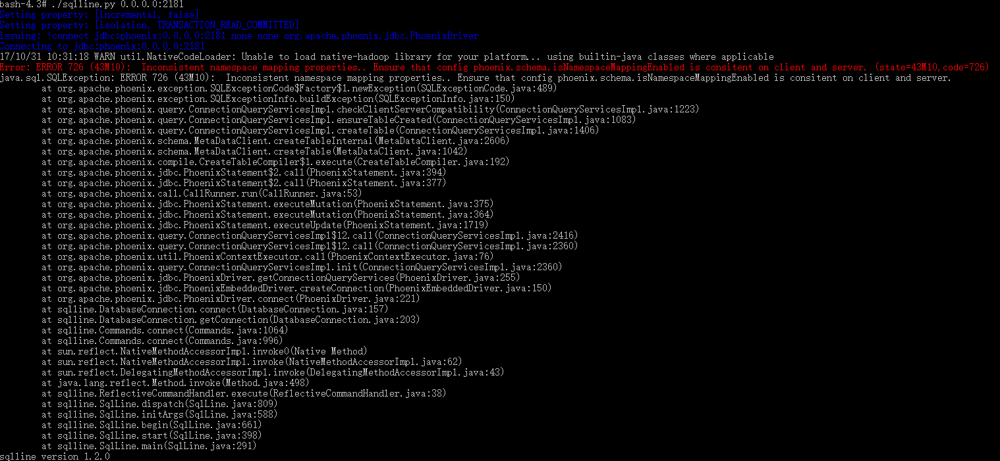 bash-4.3# ./sqlline.py 0.0.0.0:2181
Setting property: [incremental, false]
Setting property: [isolation, TRANSACTION_READ_COMMITTED]
issuing: !connect jdbc:phoenix:0.0.0.0:2181 none none org.apache.phoenix.jdbc.PhoenixDriver
Connecting to jdbc:phoenix:0.0.0.0:2181
17/10/31 10:31:18 WARN util.NativeCodeLoader: Unable to load native-hadoop library for your platform... using builtin-java classes where applicable
Error: ERROR 726 (43M10):  Inconsistent namespace mapping properties.. Ensure that config phoenix.schema.isNamespaceMappingEnabled is consitent on client and server. (state=43M10,code=726)
java.sql.SQLException: ERROR 726 (43M10):  Inconsistent namespace mapping properties.. Ensure that config phoenix.schema.isNamespaceMappingEnabled is consitent on client and server.
        at org.apache.phoenix.exception.SQLExceptionCode$Factory$1.newException(SQLExceptionCode.java:489)
        at org.apache.phoenix.exception.SQLExceptionInfo.buildException(SQLExceptionInfo.java:150)
        at org.apache.phoenix.query.ConnectionQueryServicesImpl.checkClientServerCompatibility(ConnectionQueryServicesImpl.java:1223)
        at org.apache.phoenix.query.ConnectionQueryServicesImpl.ensureTableCreated(ConnectionQueryServicesImpl.java:1083)
        at org.apache.phoenix.query.ConnectionQueryServicesImpl.createTable(ConnectionQueryServicesImpl.java:1406)
        at org.apache.phoenix.schema.MetaDataClient.createTableInternal(MetaDataClient.java:2606)
        at org.apache.phoenix.schema.MetaDataClient.createTable(MetaDataClient.java:1042)
        at org.apache.phoenix.compile.CreateTableCompiler$1.execute(CreateTableCompiler.java:192)
        at org.apache.phoenix.jdbc.PhoenixStatement$2.call(PhoenixStatement.java:394)
        at org.apache.phoenix.jdbc.PhoenixStatement$2.call(PhoenixStatement.java:377)
        at org.apache.phoenix.call.CallRunner.run(CallRunner.java:53)
        at org.apache.phoenix.jdbc.PhoenixStatement.executeMutation(PhoenixStatement.java:375)
        at org.apache.phoenix.jdbc.PhoenixStatement.executeMutation(PhoenixStatement.java:364)
        at org.apache.phoenix.jdbc.PhoenixStatement.executeUpdate(PhoenixStatement.java:1719)
        at org.apache.phoenix.query.ConnectionQueryServicesImpl$12.call(ConnectionQueryServicesImpl.java:2416)
        at org.apache.phoenix.query.ConnectionQueryServicesImpl$12.call(ConnectionQueryServicesImpl.java:2360)
        at org.apache.phoenix.util.PhoenixContextExecutor.call(PhoenixContextExecutor.java:76)
        at org.apache.phoenix.query.ConnectionQueryServicesImpl.init(ConnectionQueryServicesImpl.java:2360)
        at org.apache.phoenix.jdbc.PhoenixDriver.getConnectionQueryServices(PhoenixDriver.java:255)
        at org.apache.phoenix.jdbc.PhoenixEmbeddedDriver.createConnection(PhoenixEmbeddedDriver.java:150)
        at org.apache.phoenix.jdbc.PhoenixDriver.connect(PhoenixDriver.java:221)
        at sqlline.DatabaseConnection.connect(DatabaseConnection.java:157)
        at sqlline.DatabaseConnection.getConnection(DatabaseConnection.java:203)
        at sqlline.Commands.connect(Commands.java:1064)
        at sqlline.Commands.connect(Commands.java:996)
        at sun.reflect.NativeMethodAccessorImpl.invoke0(Native Method)
        at sun.reflect.NativeMethodAccessorImpl.invoke(NativeMethodAccessorImpl.java:62)
        at sun.reflect.DelegatingMethodAccessorImpl.invoke(DelegatingMethodAccessorImpl.java:43)
        at java.lang.reflect.Method.invoke(Method.java:498)
        at sqlline.ReflectiveCommandHandler.execute(ReflectiveCommandHandler.java:38)
        at sqlline.SqlLine.dispatch(SqlLine.java:809)
        at sqlline.SqlLine.initArgs(SqlLine.java:588)
        at sqlline.SqlLine.begin(SqlLine.java:661)
        at sqlline.SqlLine.start(SqlLine.java:398)
        at sqlline.SqlLine.main(SqlLine.java:291)
sqlline version 1.2.0